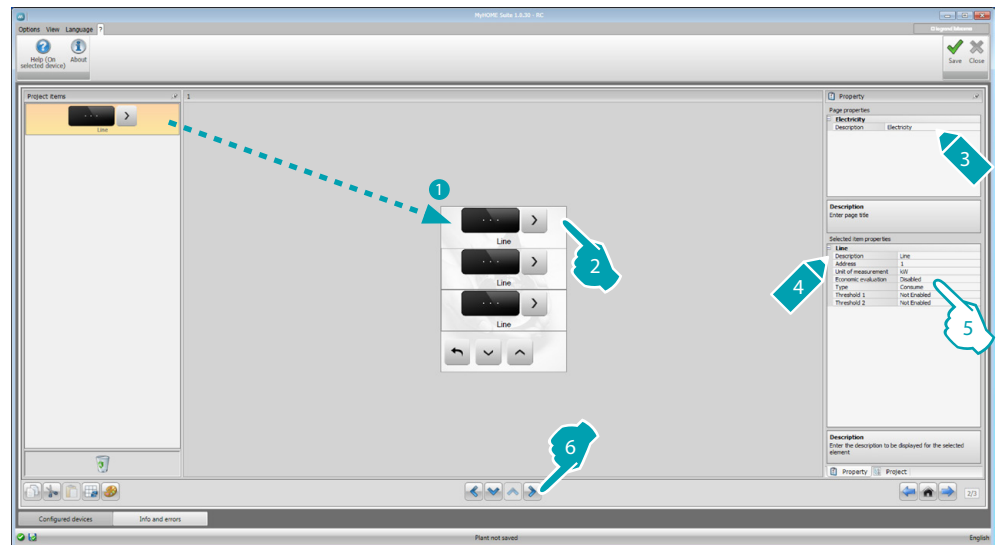 MyHOME Suite 1.0.30 - RC
Options View Language ?
Help (On
selected device)
About
Save Close
Project items
1
Line
1
Line
Line
Line
2
Property
Page properties
Electricity
Description Electricity
3
Description
Enter page title
Selected item properties
Line
Description Line
Address 1
Unit of measurement kW
Economic evaluation Disabled
Type Consume
Threshold 1 Not Enabled
Threshold 2 Not Enabled
4
5
6
Description
Enter the description to be displayed for the selected
element
Property Project
2/3
Configured devices Info and errors
Plant not saved
English